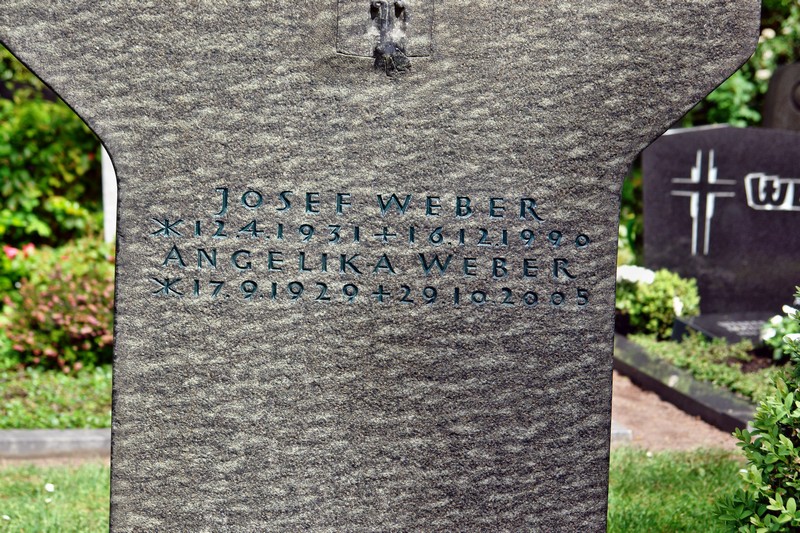 JOSEF WEBER
*12.4.1931+16.12.1990
ANGELIKA WEBER
*17.9.1929+29.10.2005